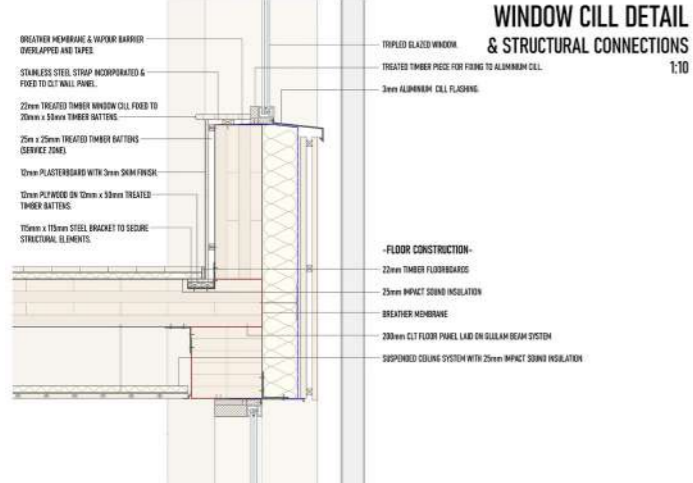 WINDOW CILL DETAIL
& STRUCTURAL CONNECTIONS
1:10
BREATHER MEMBRANE & VAPOUR BARRIER
OVERLAPPED AND TAPED.
STAINLESS STEEL STRAP INCORPORATED &
FIXED TO CLT WALL PANEL.
22mm TREATED TIMBER WINDOW CILL FIXED TO
20mm x 50mm TIMBER BATTENS.
25m x 25mm TREATED TIMBER BATTENS
(SERVICE ZONE).
12mm PLASTERBOARD WITH 3mm SKIM FINISH.
12mm PLYWOOD ON 12mm x 50mm TREATED
TIMBER BATTENS.
115mm x 115mm STEEL BRACKET TO SECURE
STRUCTURAL ELEMENTS.
TRIPLED GLAZED WINDOW.
TREATED TIMBER PIECE FOR FIXING TO ALUMINIUM CILL.
3mm ALUMINIUM CILL FLASHING.
-FLOOR CONSTRUCTION-
22mm TIMBER FLOORBOARDS
25mm IMPACT SOUND INSULATION
BREATHER MEMBRANE
200mm CLT FLOOR PANEL LAID ON GLULAM BEAM SYSTEM
SUSPENDED CEILING SYSTEM WITH 25mm IMPACT SOUND INSULATION